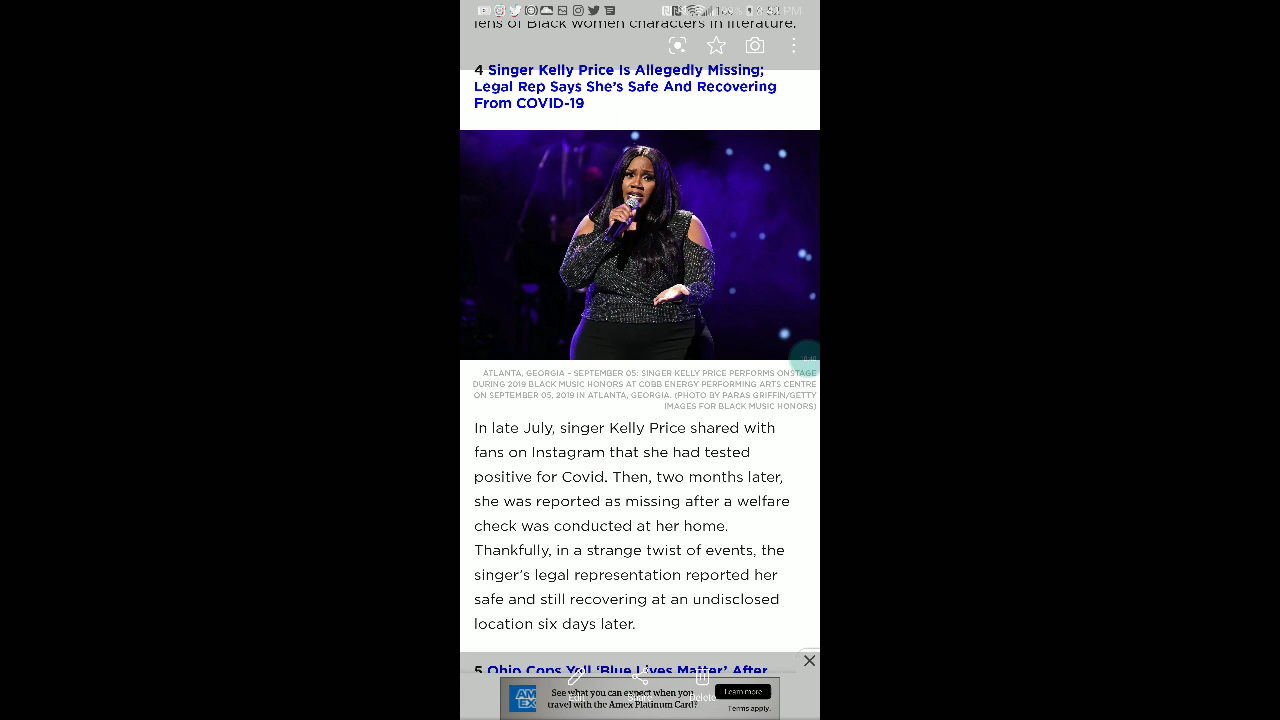 lens of Black women characters in literature.
4 Singer Kelly Price Is Allegedly Missing;
Legal Rep Says She's Safe And Recovering
From COVID-19
ATLANTA, GEORGIA – SEPTEMBER 05: SINGER KELLY PRICE PERFORMS ONSTAGE
DURING 2019 BLACK MUSIC HONORS AT COBB ENERGY PERFORMING ARTS CENTRE
ON SEPTEMBER 05, 2019 IN ATLANTA, GEORGIA. (PHOTO BY PARAS GRIFFIN/GETTY
IMAGES FOR BLACK MUSIC HONORS)
In late July, singer Kelly Price shared with
fans on Instagram that she had tested
positive for Covid. Then, two months later,
she was reported as missing after a welfare
check was conducted at her home.
Thankfully, in a strange twist of events, the
singer's legal representation reported her
safe and still recovering at an undisclosed
location six days later.
5 Ohio Cops Yell 'Blue Lives Matter' After
See what you can expect when you
travel with the Amex Platinum Card?
Learn more
Terms apply.
Edit Share Delete
AM
EX